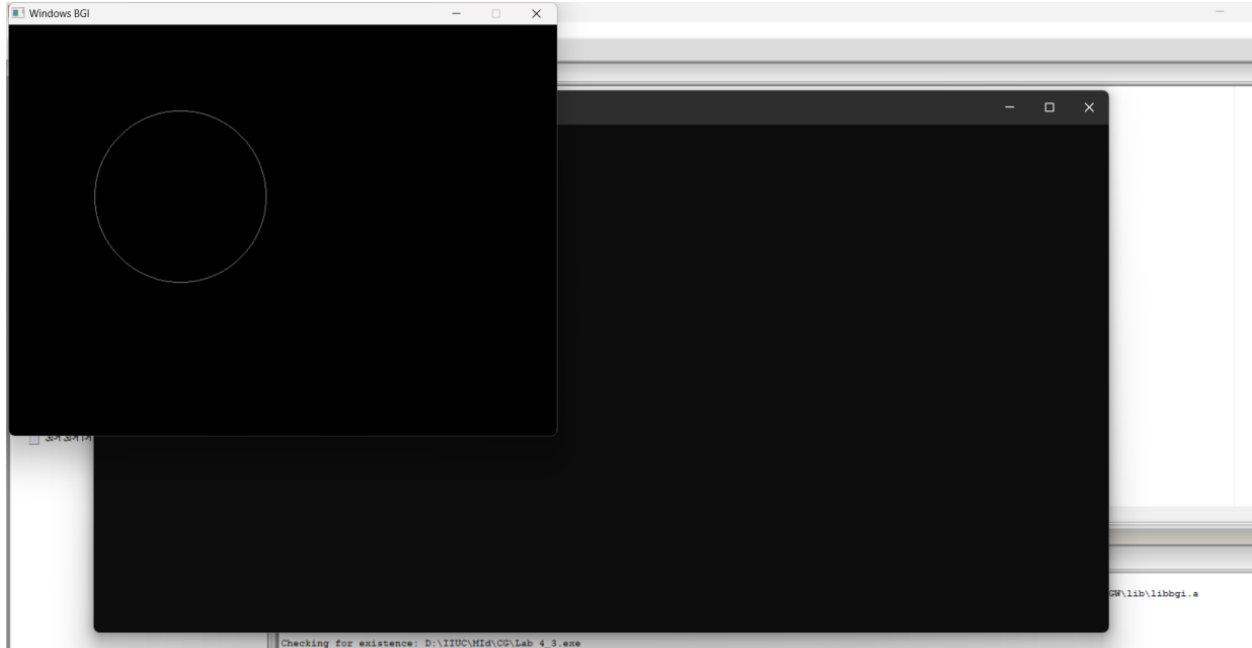 Windows BGI
GW\lib\libbgi.a
Checking for existence: D:\IIUC\MId\CG\Lab 4_3.exe